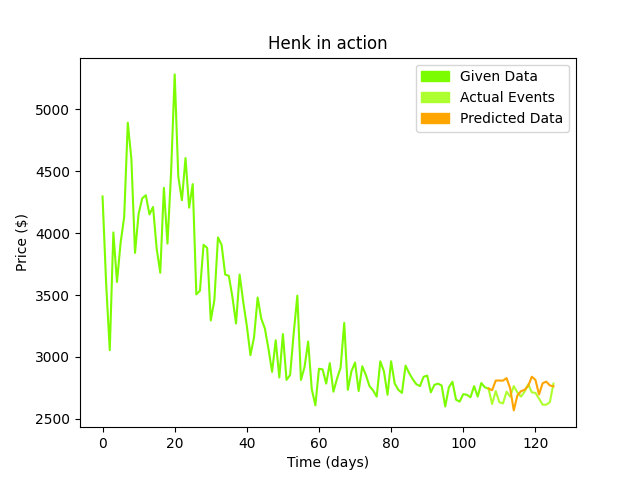 Henk in action
Given Data
Actual Events
Predicted Data
Price ($)
5000
4500
4000
3500
3000
2500
0 20 40 60 80 100 120
Time (days)